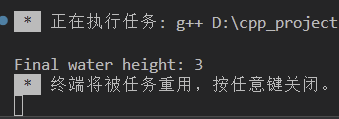 * 正在执行任务: g++ D:\cpp_project
Final water height: 3
* 终端将被任务重用，按任意键关闭。